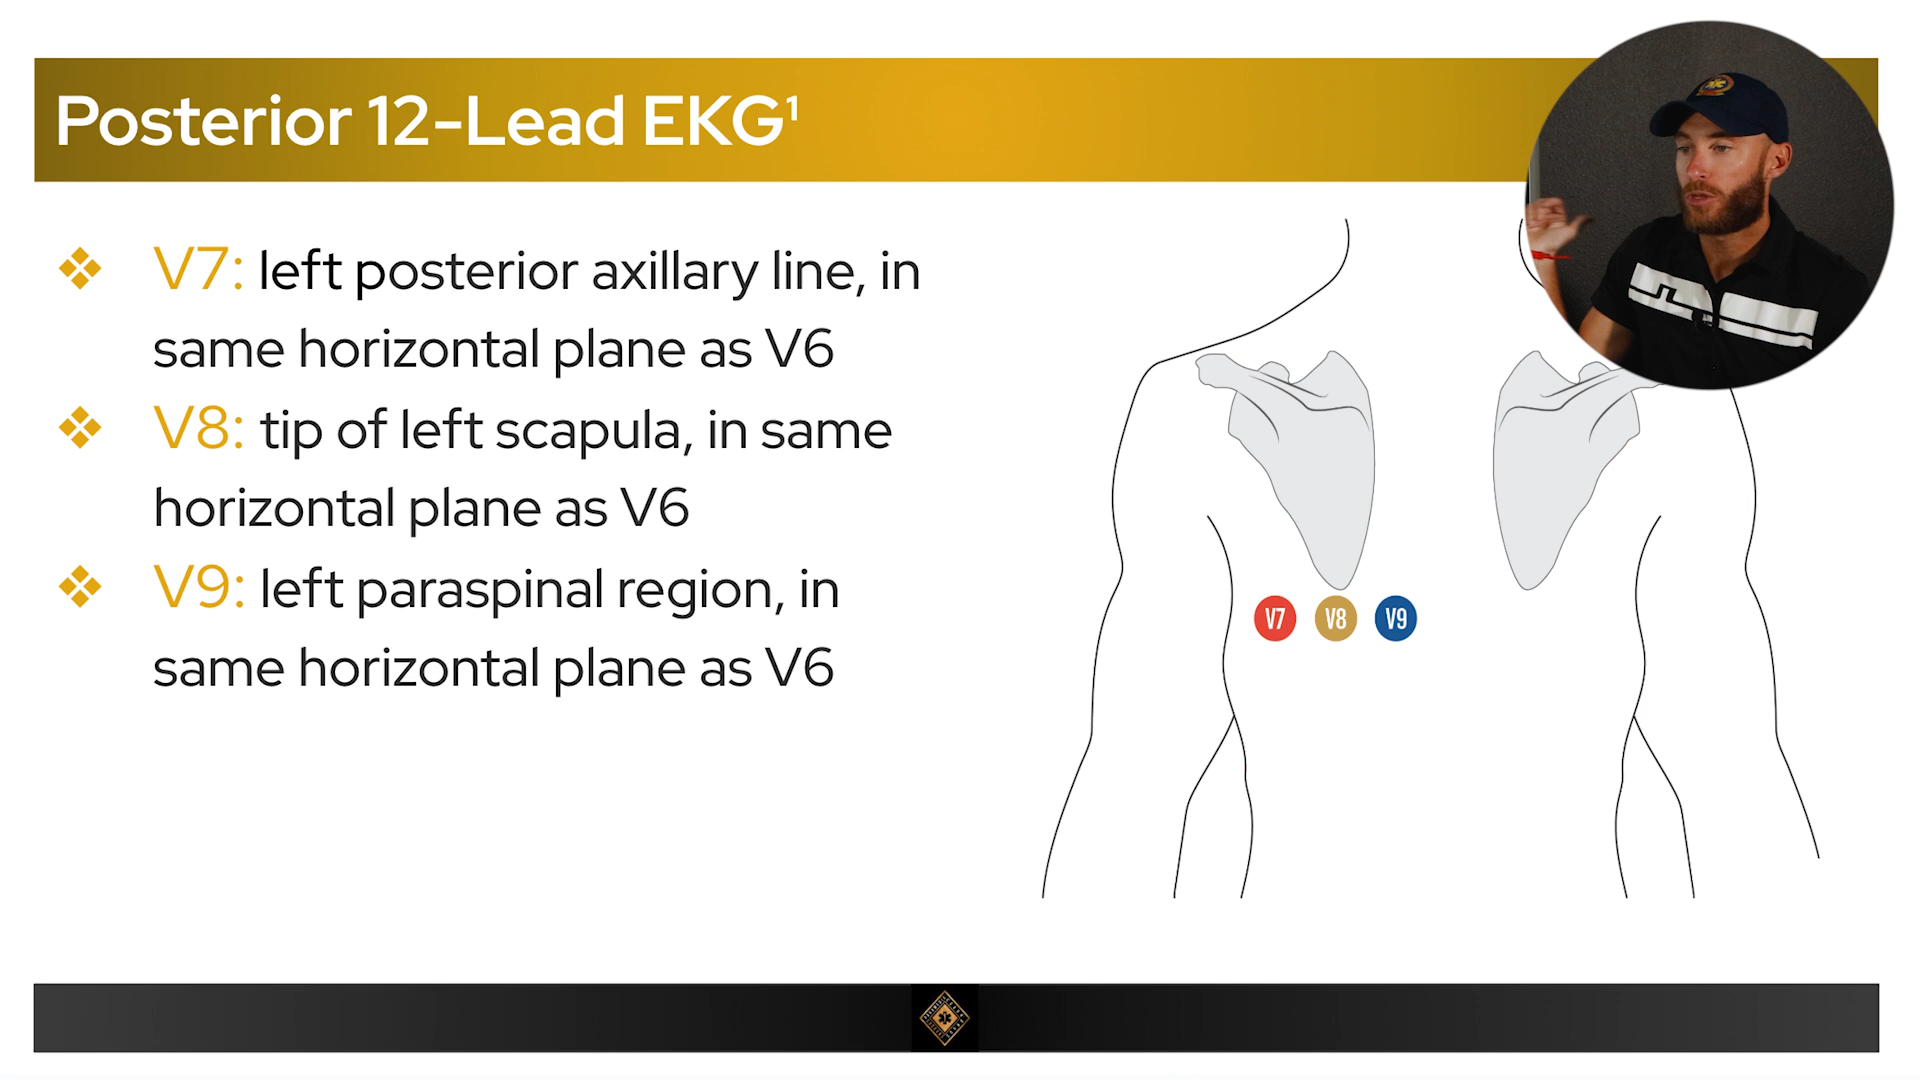 Posterior 12-Lead EKG¹
V7: left posterior axillary line, in
same horizontal plane as V6
V8: tip of left scapula, in same
horizontal plane as V6
V9: left paraspinal region, in
same horizontal plane as V6
V7 V8 V9